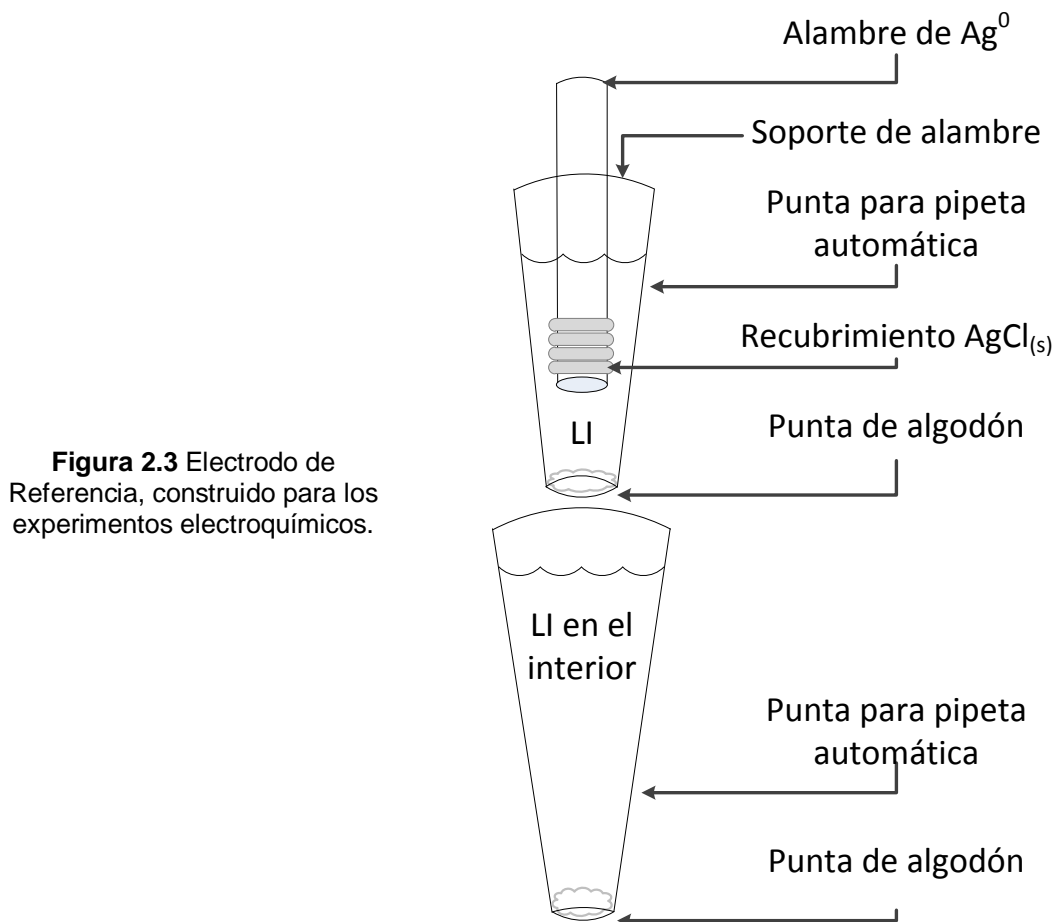 Alambre de Ag⁰
Soporte de alambre
Punta para pipeta
automática
Recubrimiento AgCl₍ₛ₎
LI
Punta de algodón
Figura 2.3 Electrodo de
Referencia, construido para los
experimentos electroquímicos.
LI en el
interior
Punta para pipeta
automática
Punta de algodón